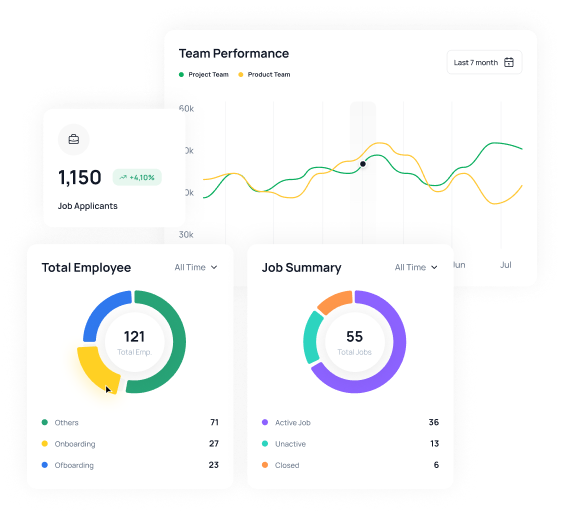 Team Performance
Project Team
Product Team
Last 7 month
60k
0k
0k
30k
Jun
Jul
1,150
+4,10%
Job Applicants
Total Employee
All Time
121
Total Emp.
Others
71
Onboarding
27
Ofboarding
23
Job Summary
All Time
55
Total Jobs
Active Job
36
Unactive
13
Closed
6